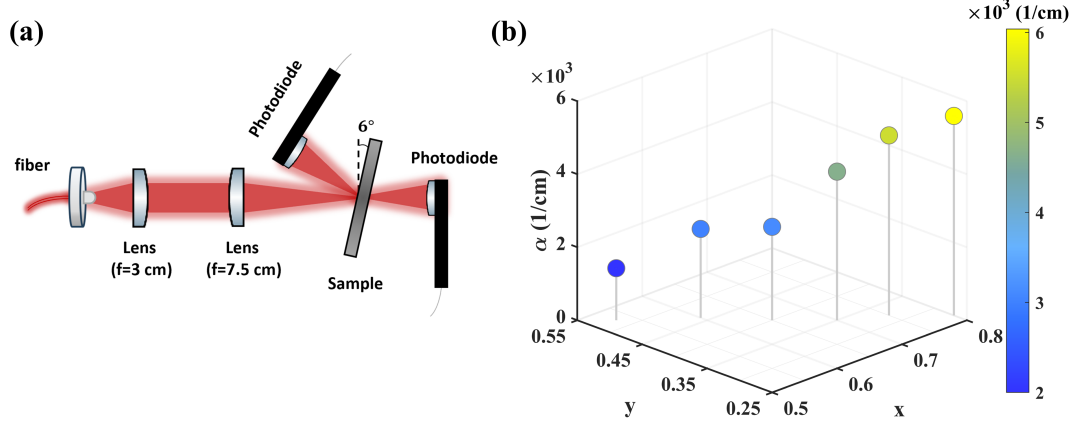 (a)
fiber
Lens
(f=3 cm)
Lens
(f=7.5 cm)
Photodiode
6°
Sample
Photodiode
(b)
×10³
α (1/cm)
6
4
2
0
0.55
0.45
0.35
0.25
y
0.5
0.6
0.7
0.8
x
×10³ (1/cm)
6
5
4
3
2